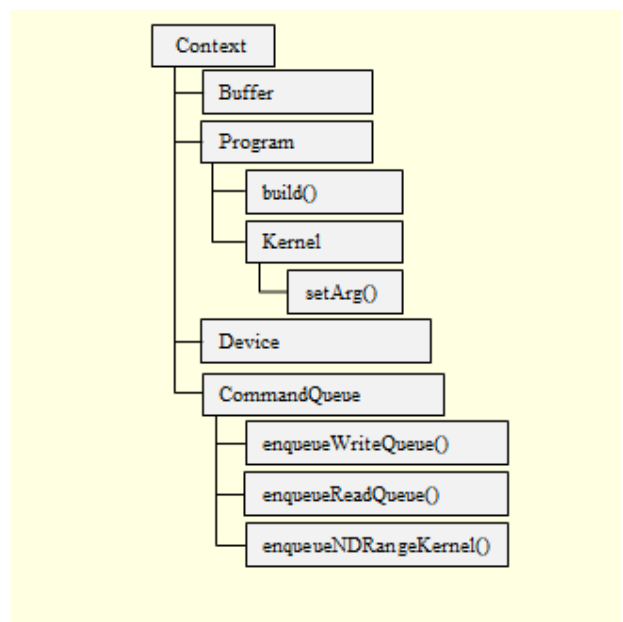 Context
Buffer
Program
build()
Kernel
setArg()
Device
CommandQueue
enqueueWriteQueue()
enqueueReadQueue()
enqueueNDRangeKernel()